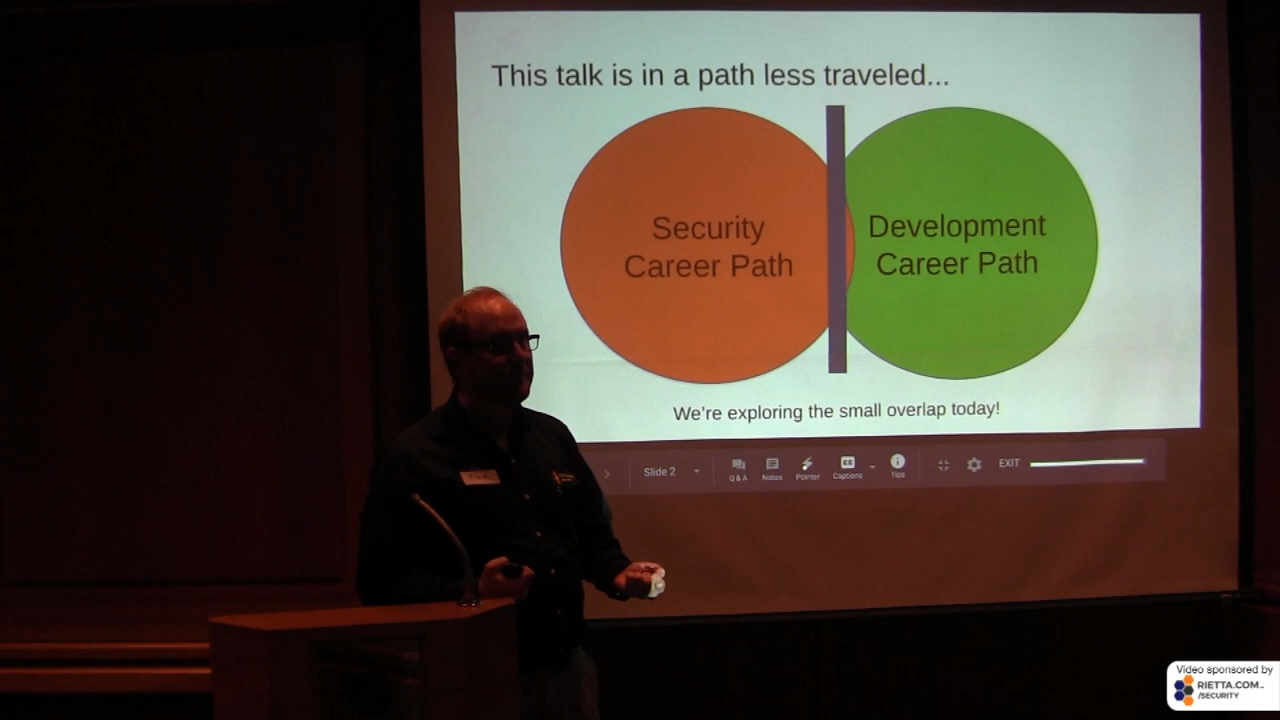 This talk is in a path less traveled...
Security
Career Path
Development
Career Path
We're exploring the small overlap today!
Slide 2
Q & A
Notes
Pointer
Captions
Tips
EXIT
CC
Video sponsored by
RIETTA.COM
/SECURITY